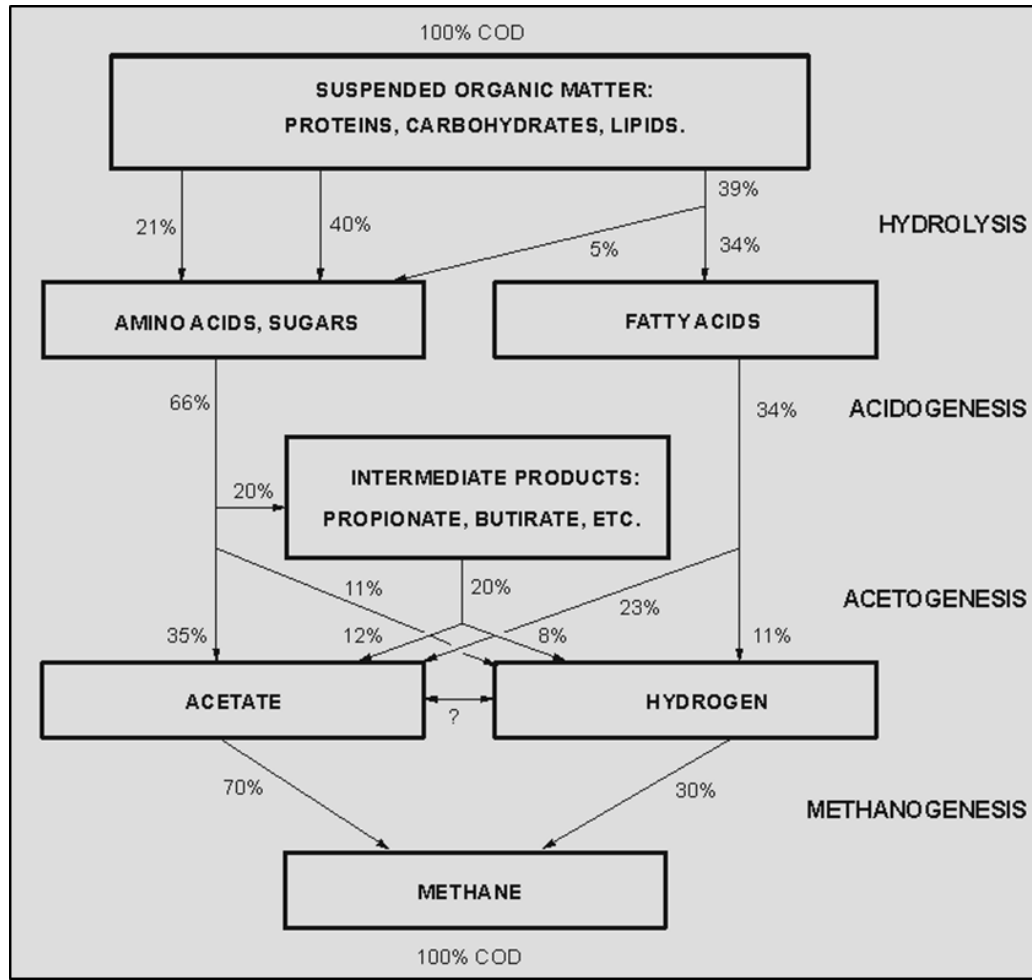 100% COD
SUSPENDED ORGANIC MATTER:
PROTEINS, CARBOHYDRATES, LIPIDS.
39%
21%
40%
HYDROLYSIS
5%
34%
AMINO ACIDS, SUGARS
FATTY ACIDS
66%
34%
ACIDOGENESIS
INTERMEDIATE PRODUCTS:
PROPIONATE, BUTIRATE, ETC.
20%
11%
20%
23%
ACETOGENESIS
35%
12%
8%
11%
ACETATE
HYDROGEN
?
70%
30%
METHANOGENESIS
METHANE
100% COD